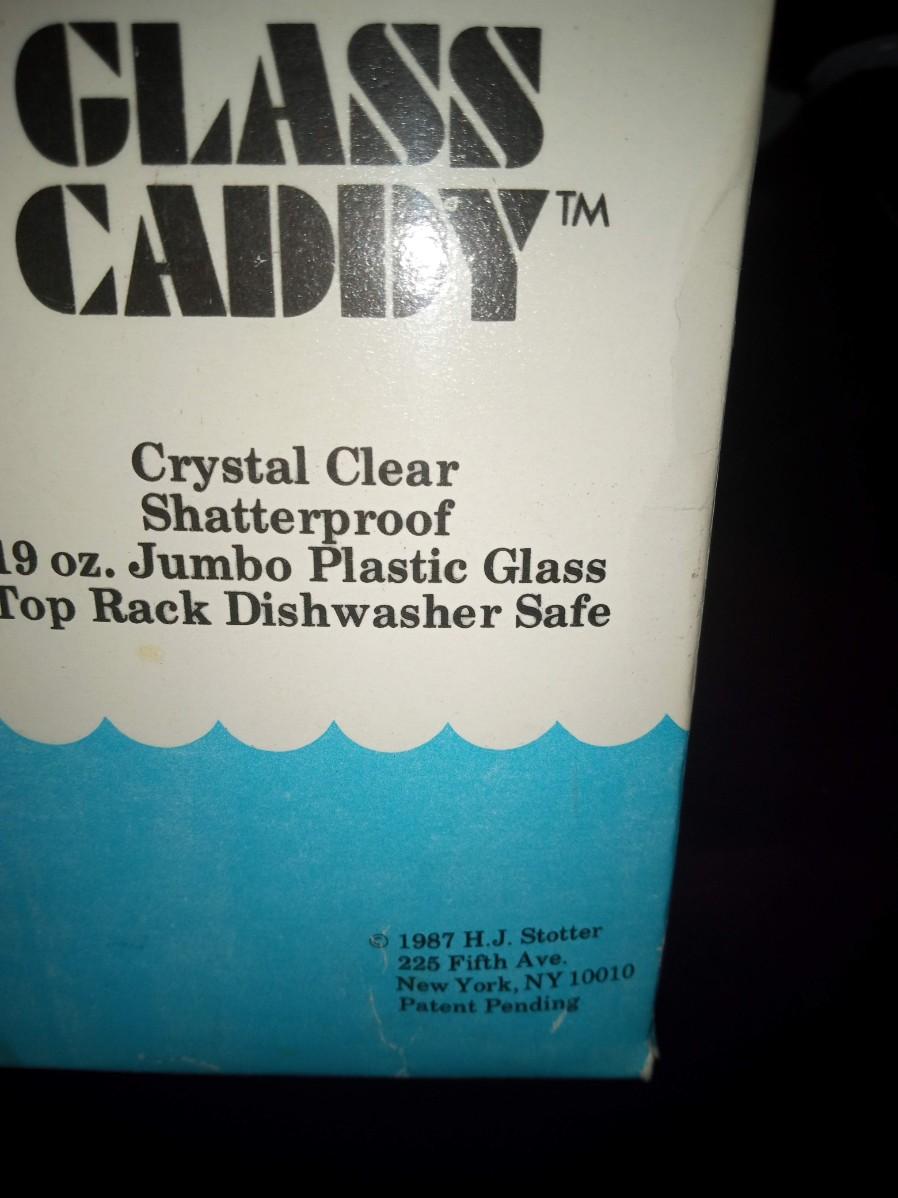 GLASS
CADDY™
Crystal Clear
Shatterproof
19 oz. Jumbo Plastic Glass
Top Rack Dishwasher Safe
© 1987 H.J. Stotter
225 Fifth Ave.
New York, NY 10010
Patent Pending